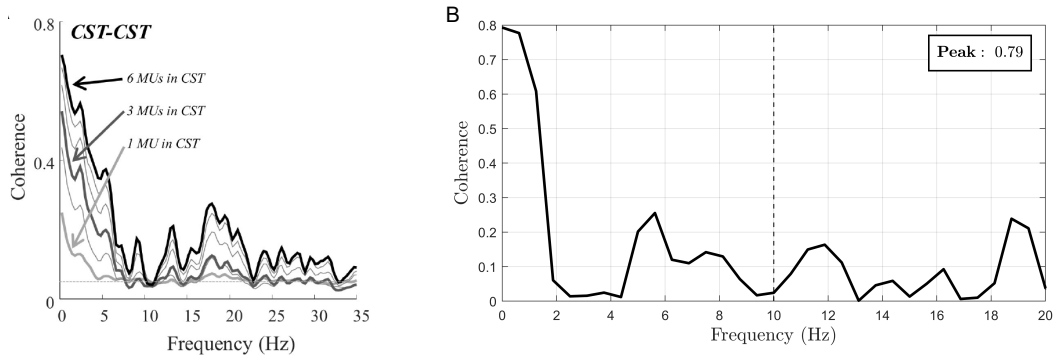 CST-CST
0.8
0.4
0
Coherence
6 MUs in CST
3 MUs in CST
1 MU in CST
0 5 10 15 20 25 30 35
Frequency (Hz)
B
Peak : 0.79
0.8
0.7
0.6
0.5
0.4
0.3
0.2
0.1
0
Coherence
0 2 4 6 8 10 12 14 16 18 20
Frequency (Hz)